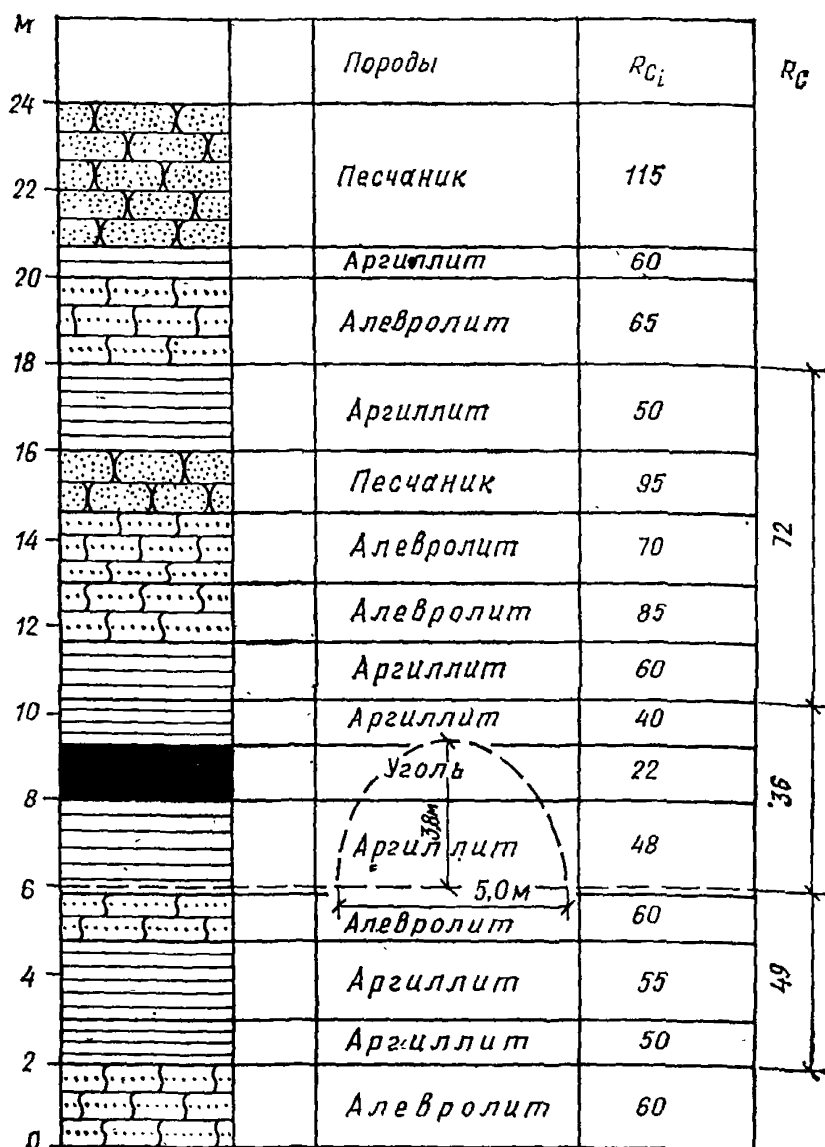 М
Породы R_Ci R_C
24
Песчаник 115
22
Аргиллит 60
20
Алевролит 65
18
Аргиллит 50
16
Песчаник 95
14
Алевролит 70
72
Алевролит 85
12
Аргиллит 60
10
Аргиллит 40
Уголь 22
36
8
3,8м
Аргиллит 48
6
5,0м
Алевролит 60
4
Аргиллит 55
49
Аргиллит 50
2
Алевролит 60
0